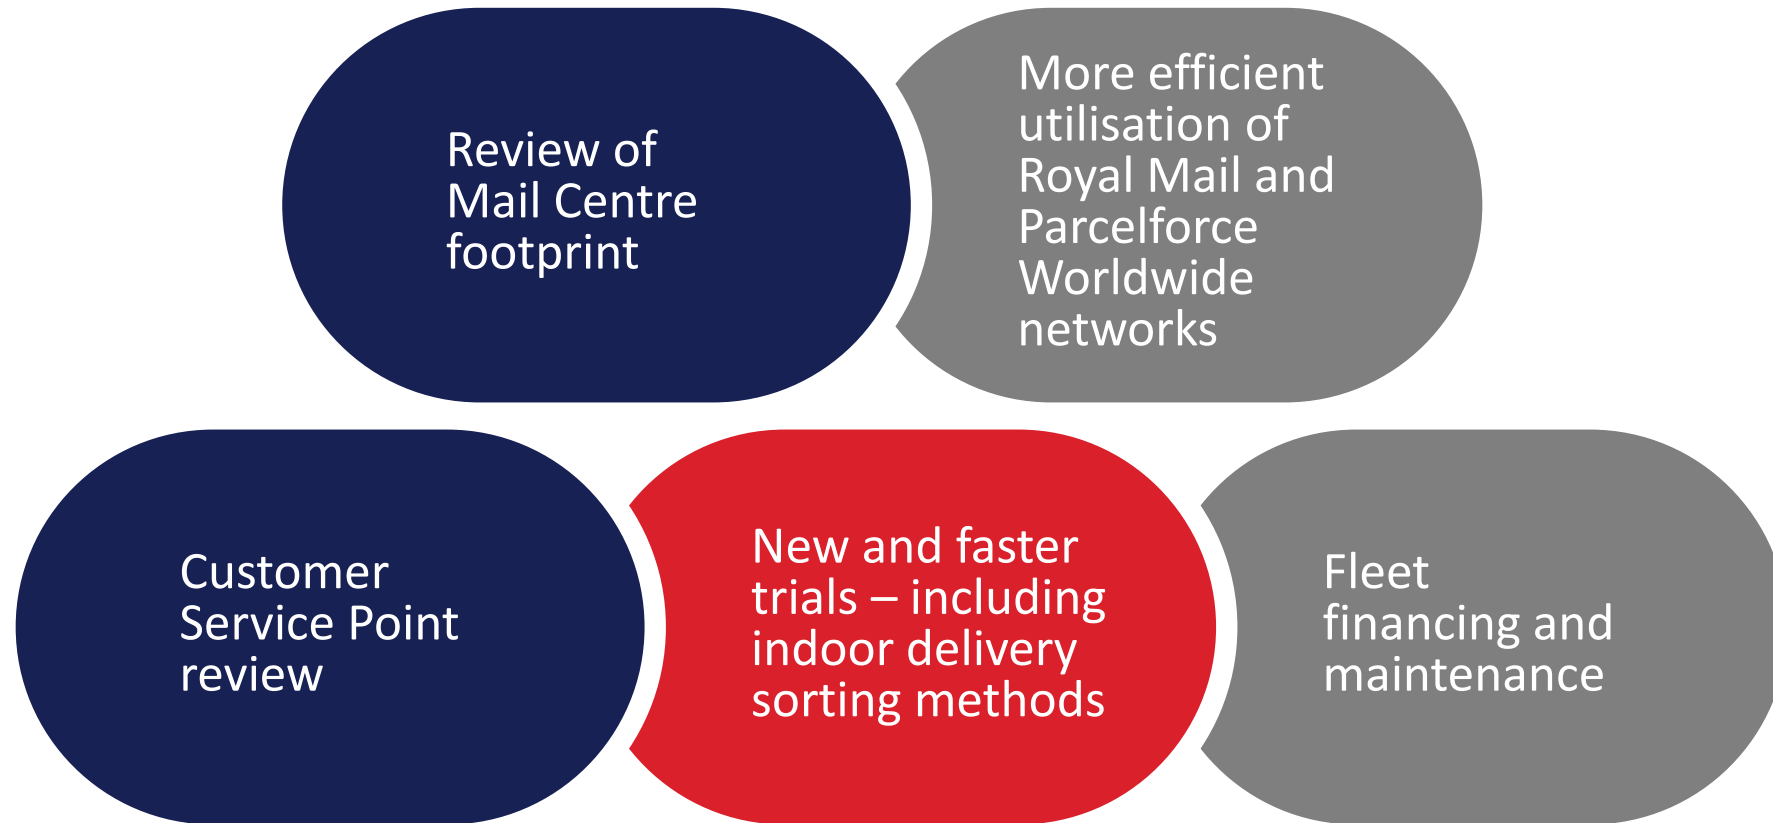 Review of
Mail Centre
footprint
More efficient
utilisation of
Royal Mail and
Parcelforce
Worldwide
networks
Customer
Service Point
review
New and faster
trials – including
indoor delivery
sorting methods
Fleet
financing and
maintenance